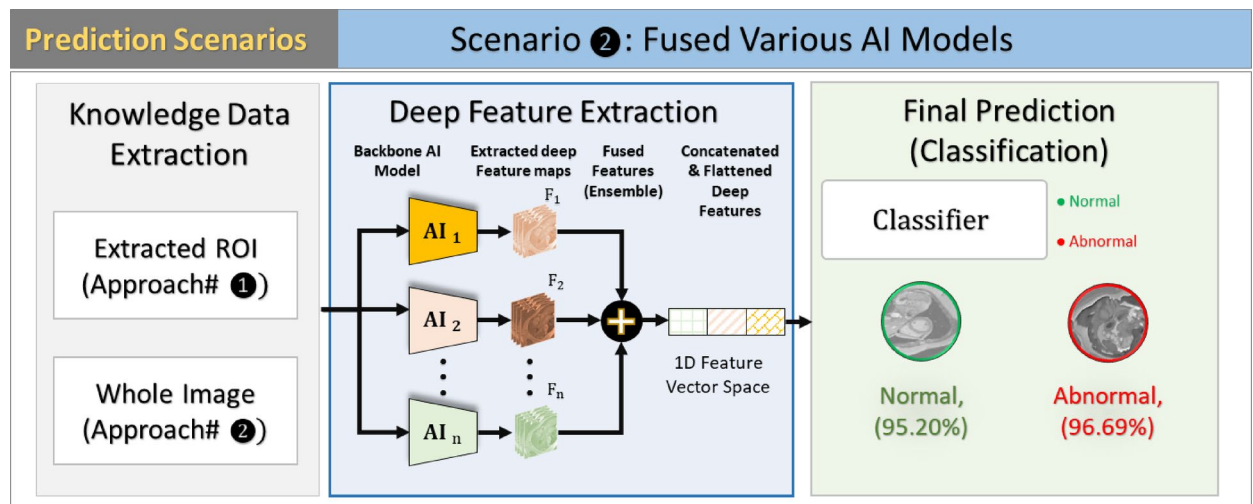 Prediction Scenarios
Scenario ❷: Fused Various AI Models
Knowledge Data
Extraction
Extracted ROI
(Approach# ❶)
Whole Image
(Approach# ❷)
Deep Feature Extraction
Backbone AI
Model
Extracted deep
Feature maps
Fused
Features
(Ensemble)
Concatenated
& Flattened
Deep
Features
AI 1
F1
AI 2
F2
AI n
Fn
1D Feature
Vector Space
Final Prediction
(Classification)
Classifier
• Normal
• Abnormal
Normal,
(95.20%)
Abnormal,
(96.69%)